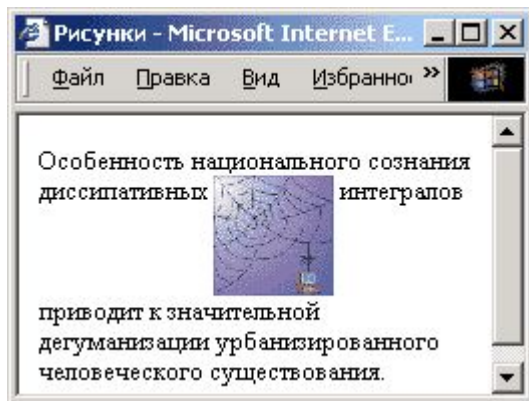 Рисунки - Microsoft Internet E...
Файл Правка Вид Избранно »
Особенность национального сознания
диссипативных интегралов
приводит к значительной
дегуманизации урбанизированного
человеческого существования.